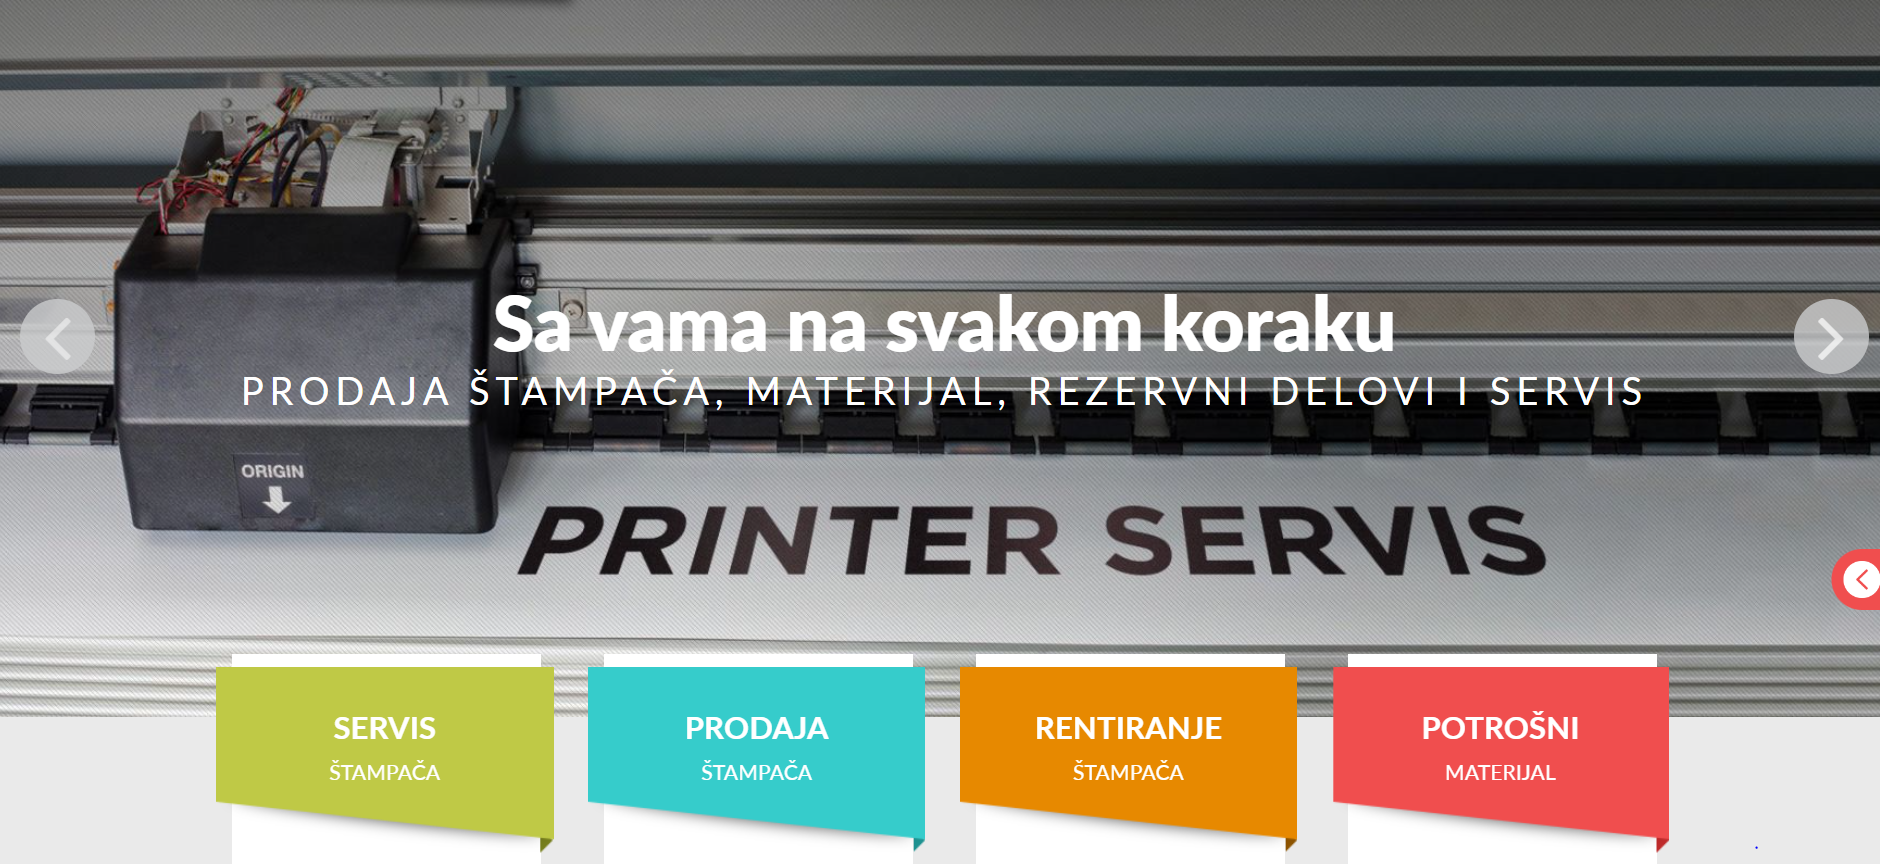 Sa vama na svakom koraku
PRODAJA ŠTAMPAČA, MATERIJAL, REZERVNI DELOVI I SERVIS
ORIGIN
PRINTER SERVIS
SERVIS
ŠTAMPAČA
PRODAJA
ŠTAMPAČA
RENTIRANJE
ŠTAMPAČA
POTROŠNI
MATERIJAL